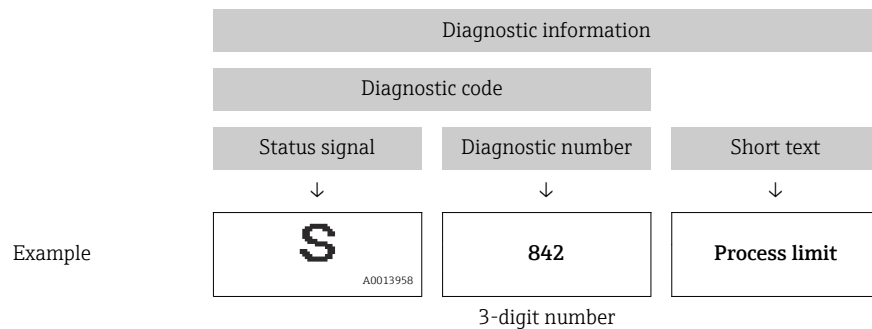 Diagnostic information
Diagnostic code
Status signal Diagnostic number Short text
↓ ↓ ↓
Example S 842 Process limit
A0013958
3-digit number